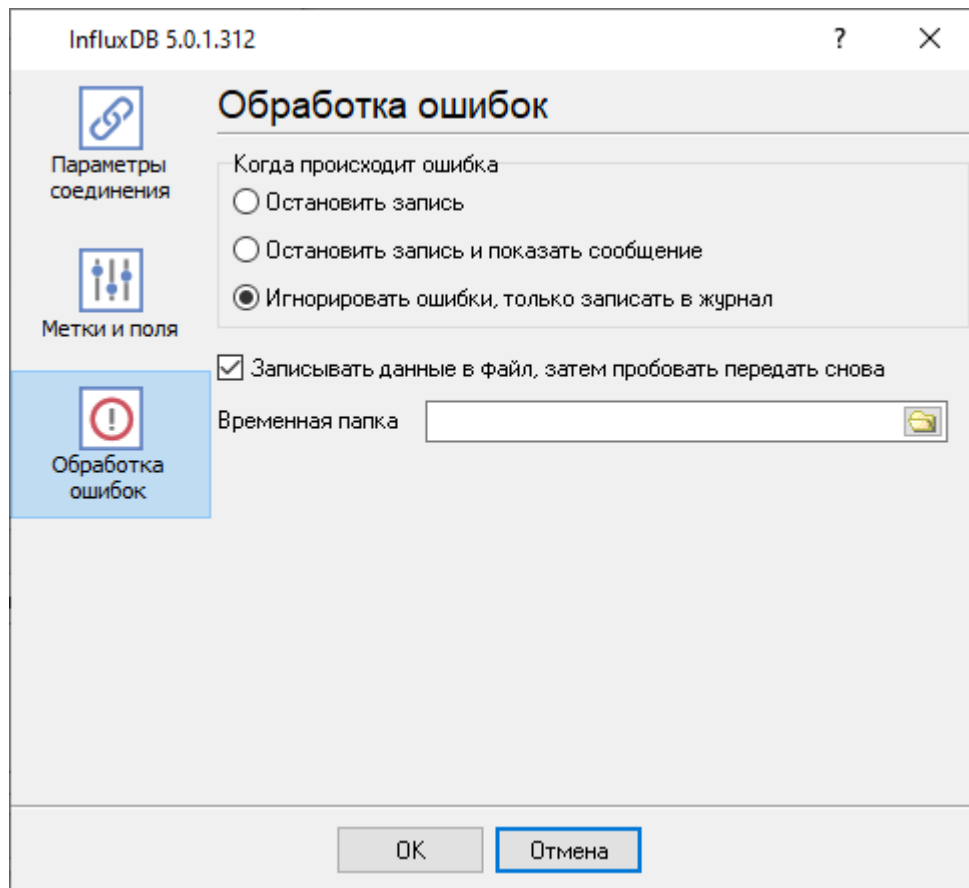 InfluxDB 5.0.1.312
?
Параметры
соединения
Метки и поля
Обработка
ошибок
Обработка ошибок
Когда происходит ошибка
Остановить запись
Остановить запись и показать сообщение
Игнорировать ошибки, только записать в журнал
Записывать данные в файл, затем пробовать передать снова
Временная папка
OK
Отмена